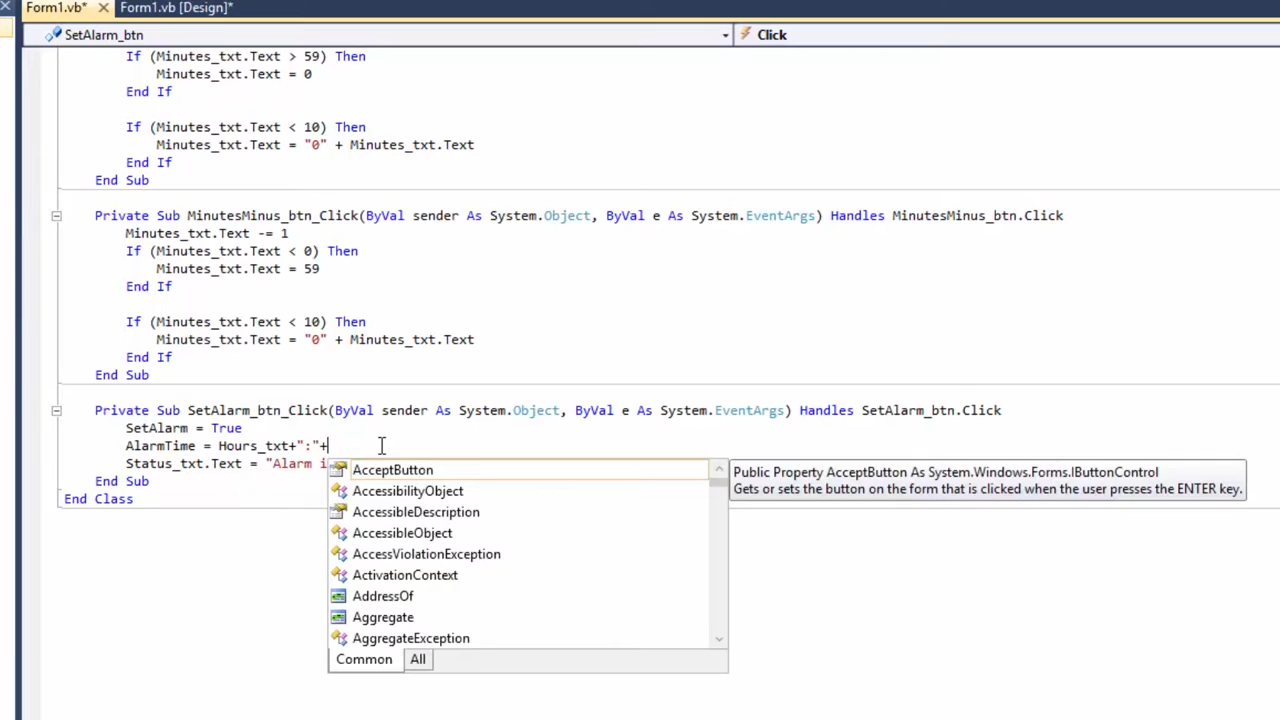 Form1.vb* Form1.vb [Design]*
SetAlarm_btn Click
If (Minutes_txt.Text > 59) Then
Minutes_txt.Text = 0
End If
If (Minutes_txt.Text < 10) Then
Minutes_txt.Text = "0" + Minutes_txt.Text
End If
End Sub
Private Sub MinutesMinus_btn_Click(ByVal sender As System.Object, ByVal e As System.EventArgs) Handles MinutesMinus_btn.Click
Minutes_txt.Text -= 1
If (Minutes_txt.Text < 0) Then
Minutes_txt.Text = 59
End If
If (Minutes_txt.Text < 10) Then
Minutes_txt.Text = "0" + Minutes_txt.Text
End If
End Sub
Private Sub SetAlarm_btn_Click(ByVal sender As System.Object, ByVal e As System.EventArgs) Handles SetAlarm_btn.Click
SetAlarm = True
AlarmTime = Hours_txt+":"+
Status_txt.Text = "Alarm i
End Sub
End Class
AcceptButton
AccessibilityObject
AccessibleDescription
AccessibleObject
AccessViolationException
ActivationContext
AddressOf
Aggregate
AggregateException
Common All
Public Property AcceptButton As System.Windows.Forms.IButtonControl
Gets or sets the button on the form that is clicked when the user presses the ENTER key.